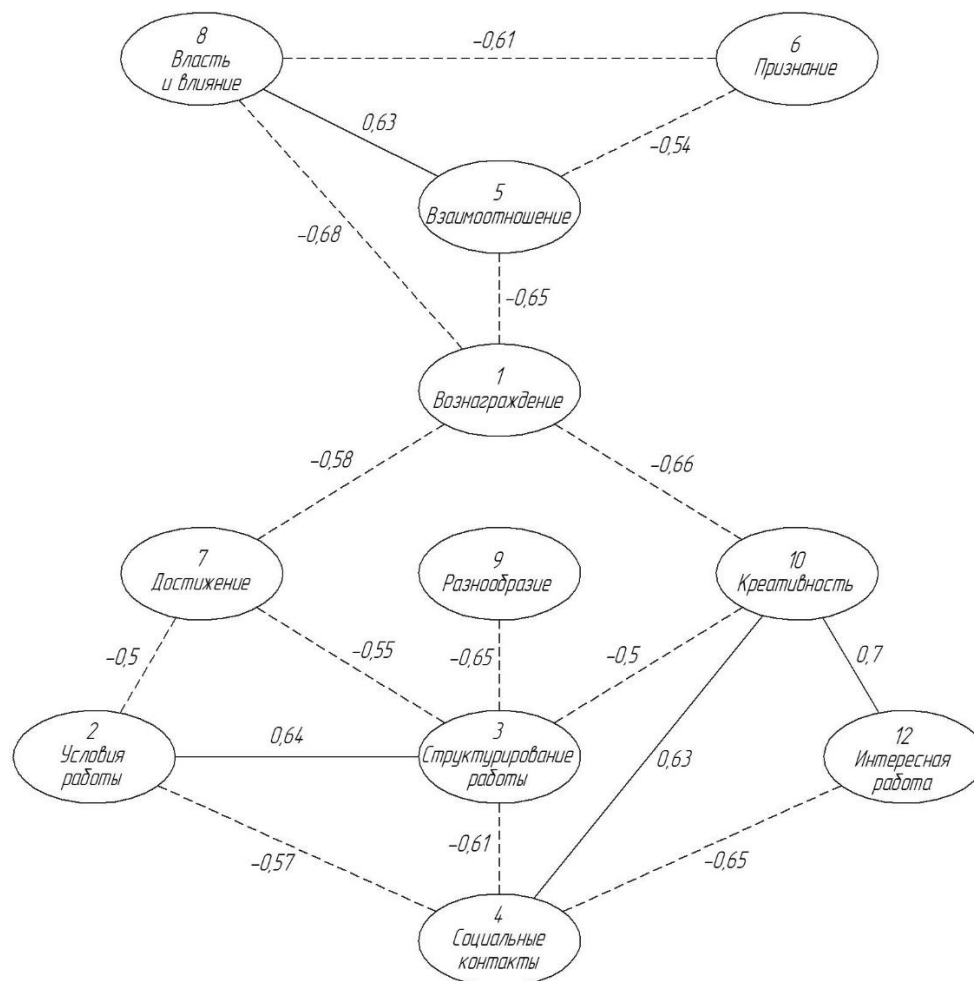 8
Власть
и влияние
-0,61
6
Признание
0,63
-0,54
5
Взаимоотношение
-0,68
-0,65
1
Вознаграждение
-0,58
-0,66
7
Достижение
9
Разнообразие
10
Креативность
-0,5
-0,55
-0,65
-0,5
0,7
2
Условия
работы
0,64
3
Структурирование
работы
0,63
12
Интересная
работа
-0,57
-0,61
-0,65
4
Социальные
контакты